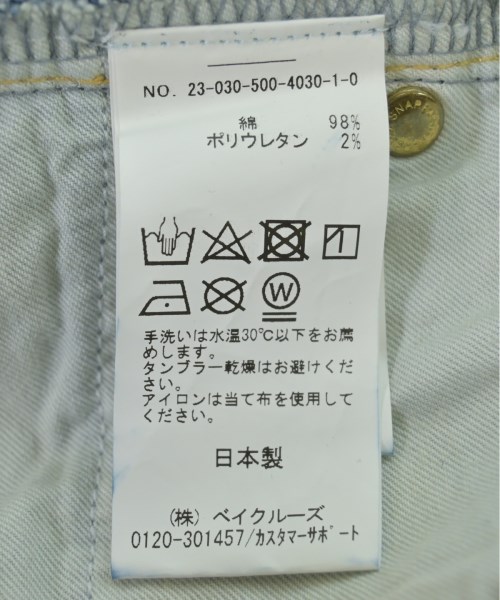 NO. 23-030-500-4030-1-0
綿 98%
ポリウレタン 2%
W
手洗いは水温30℃以下をお薦
めします。
タンブラー乾燥はお避けくだ
さい。
アイロンは当て布を使用して
ください。
日本製
(株) ベイクルーズ
0120-301457/カスタマーサポート